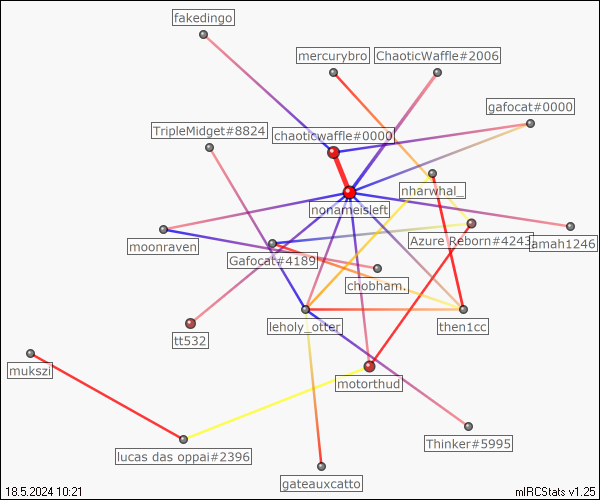 fakedingo
mercurybro
ChaoticWaffle#2006
gafocat#0000
TripleMidget#8824
chaoticwaffle#0000
nharwhal_
nonameisleft
moonraven
Azure Reborn#4243
amah1246
Gafocat#4189
chobham.
leholy_otter
then1cc
tt532
mukszi
motorthud
Thinker#5995
lucas das oppai#2396
gateauxcatto
18.5.2024 10:21
mIRCStats v1.25